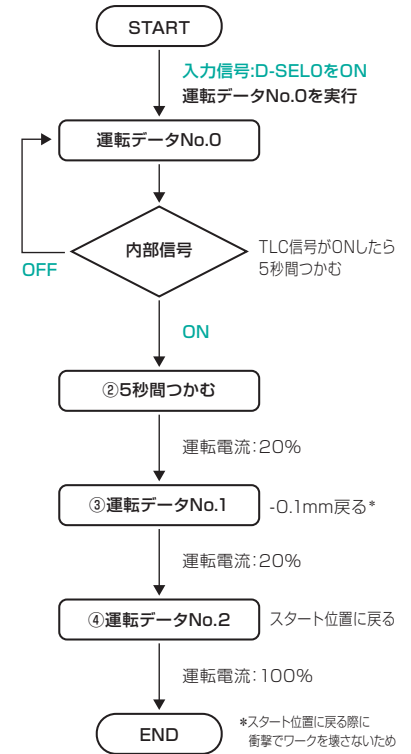 START
入力信号:D-SEL0をON
運転データNo.0を実行
運転データNo.0
内部信号
TLC信号がONしたら
5秒間つかむ
OFF
ON
②5秒間つかむ
運転電流:20%
③運転データNo.1
-0.1mm戻る*
運転電流:20%
④運転データNo.2
スタート位置に戻る
運転電流:100%
END
*スタート位置に戻る際に
衝撃でワークを壊さないため